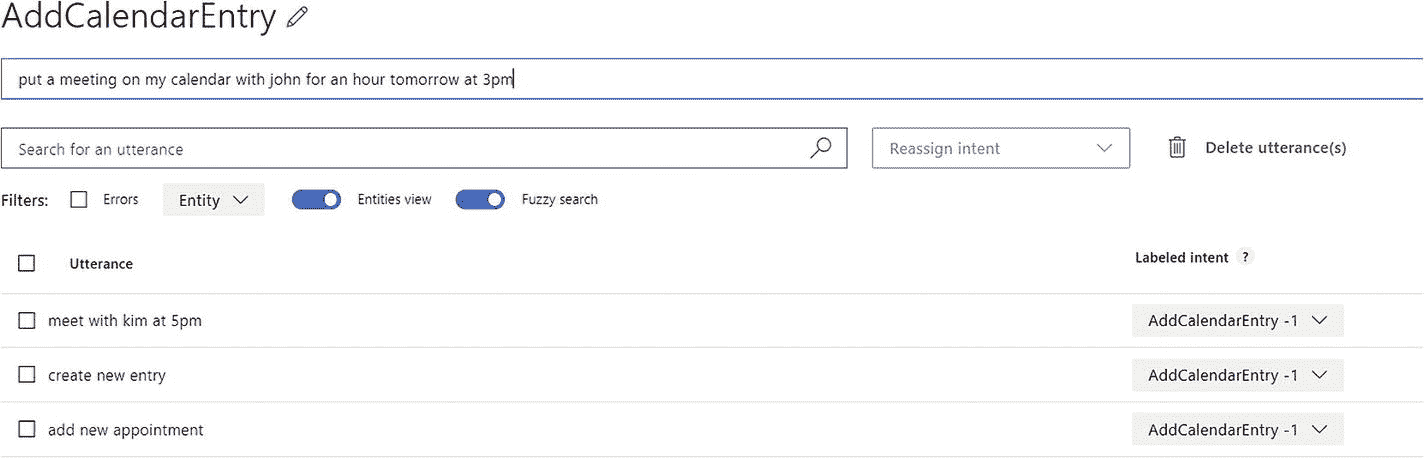 AddCalendarEntry
put a meeting on my calendar with john for an hour tomorrow at 3pm
Search for an utterance
Reassign intent
Delete utterance(s)
Filters:
Errors
Entity
Entities view
Fuzzy search
Utterance
Labeled intent ?
meet with kim at 5pm
AddCalendarEntry -1
create new entry
AddCalendarEntry -1
add new appointment
AddCalendarEntry -1